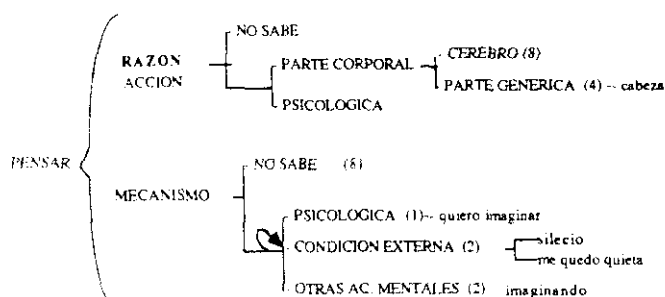 NO SABE
RAZON
ACCION
PARTE CORPORAL
CEREBRO (8)
PARTE GENERICA (4) -- cabeza
PSICOLOGICA
PENSAR
NO SABE (8)
MECANISMO
PSICOLOGICA (1)-- quiero imaginar
CONDICION EXTERNA (2)
silecio
me quedo quieta
OTRAS AC. MENTALES (2) imaginando